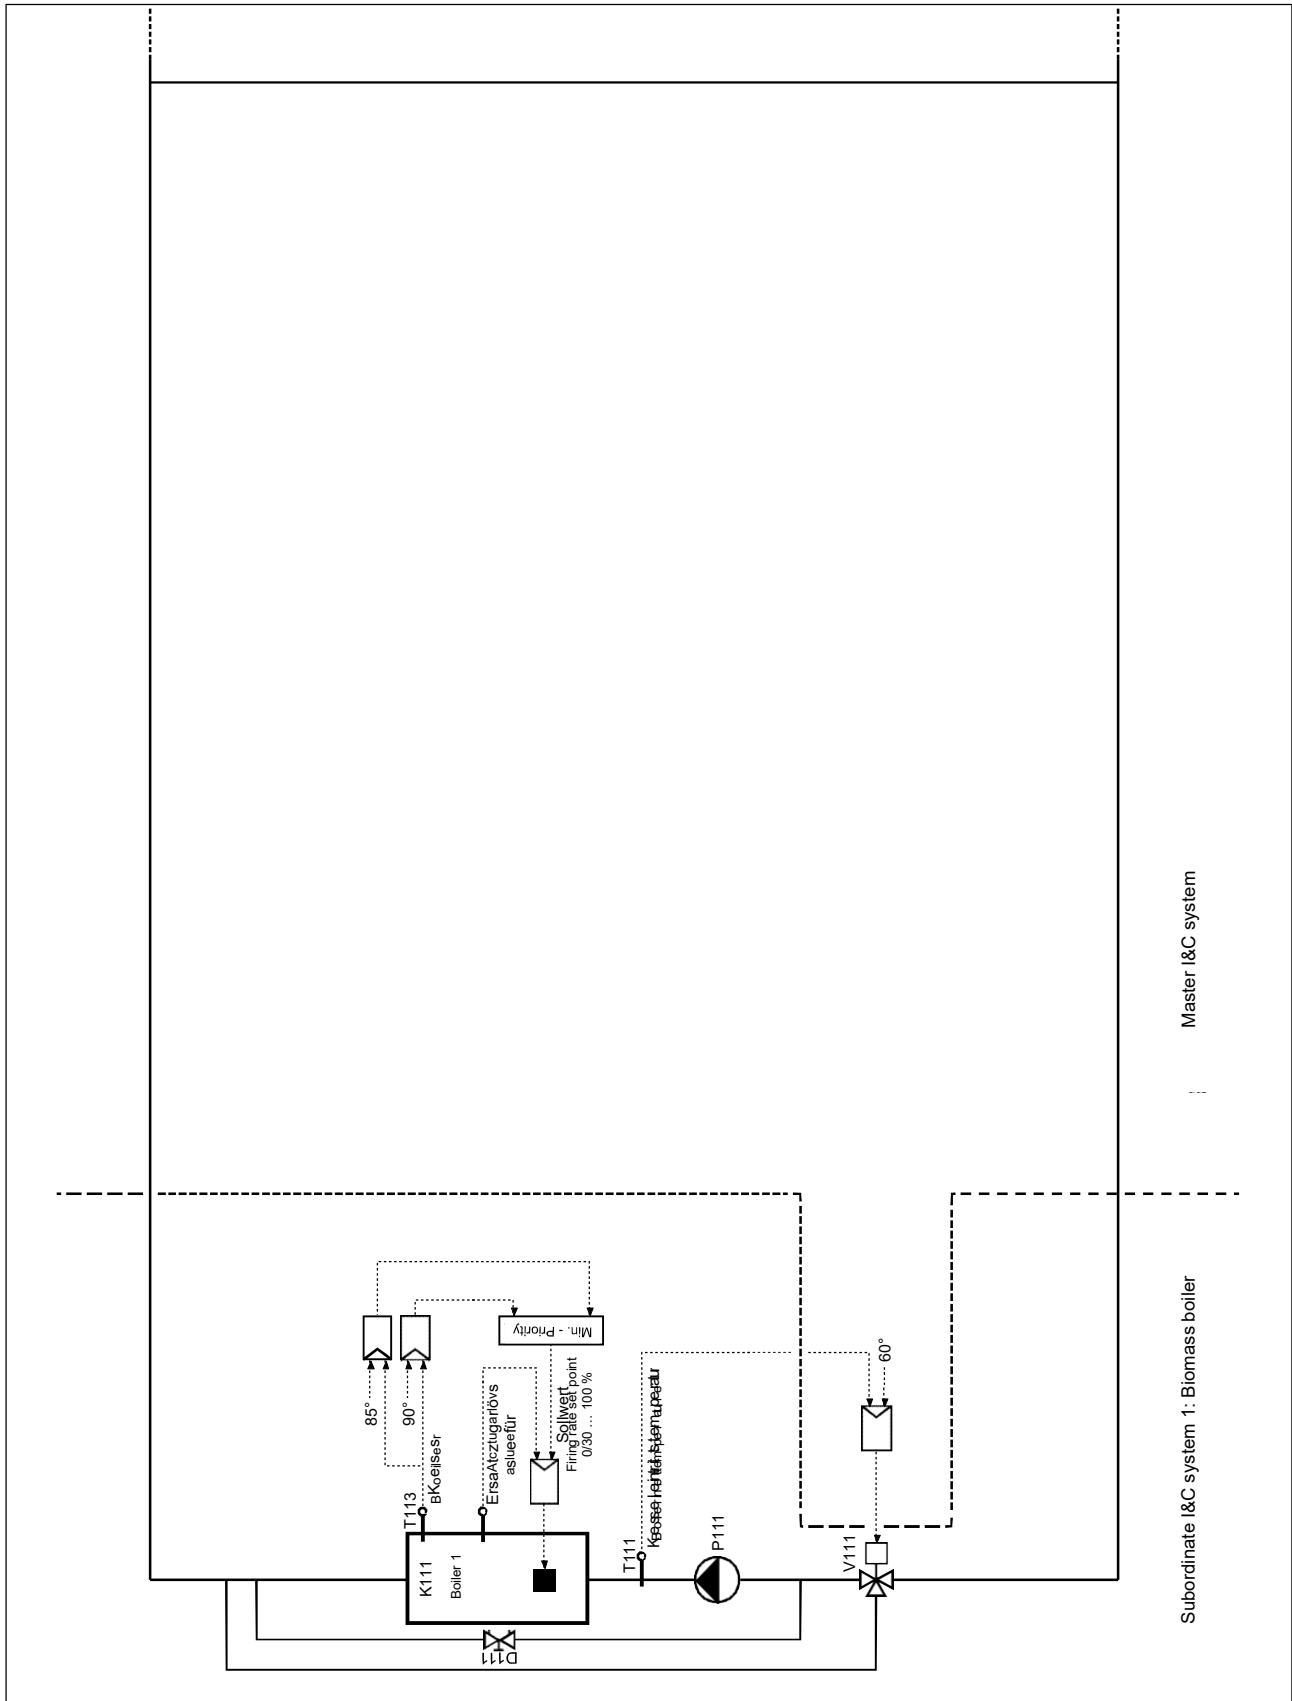 Subordinate I&C system 1: Biomass boiler
Master I&C system
85°
90°
T113
K111
Boiler 1
Min. - Priority
Sollwert
Firing rate set point
0/30 ... 100 %
T111
P111
60°
V111
D111